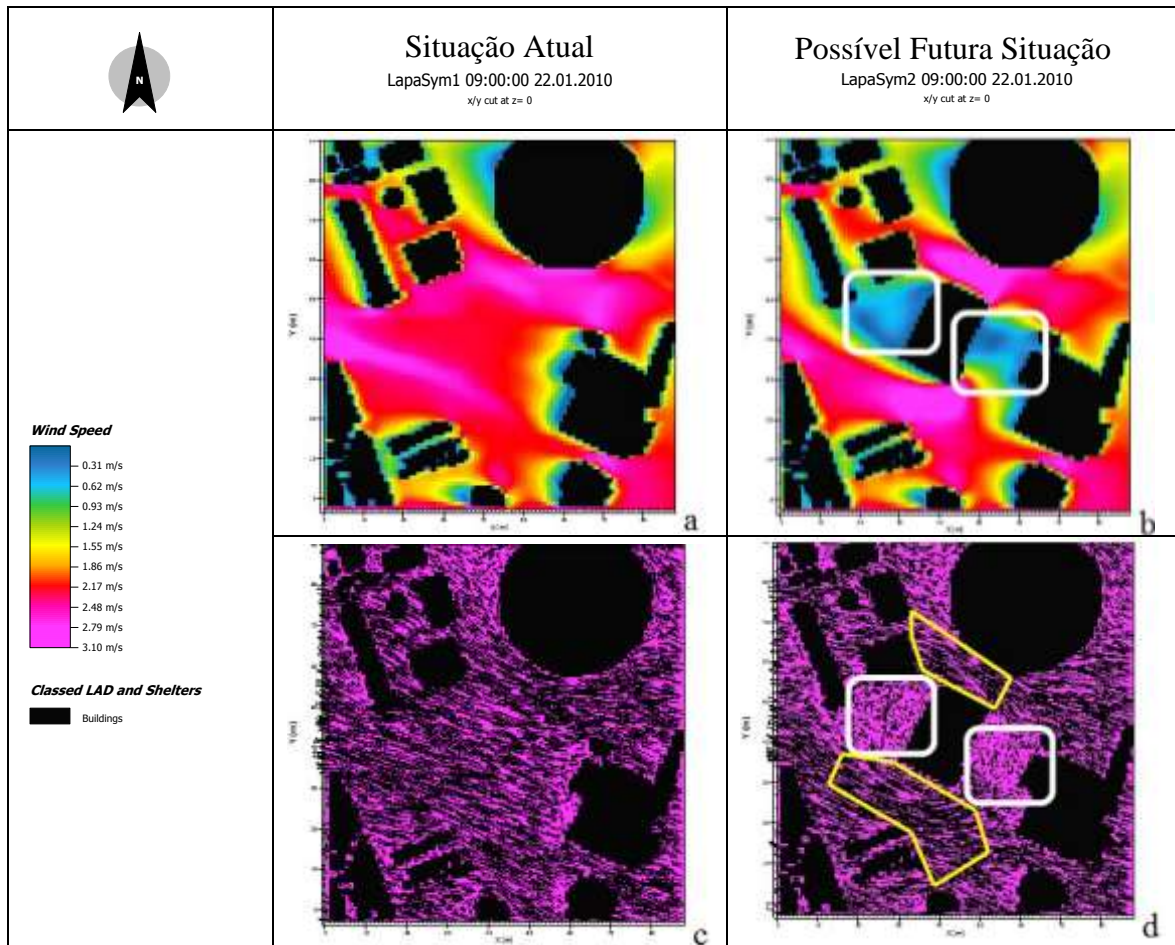 N
Situação Atual
LapaSym1 09:00:00 22.01.2010
x/y cut at z= 0
Possível Futura Situação
LapaSym2 09:00:00 22.01.2010
x/y cut at z= 0
Wind Speed
0.31 m/s
0.62 m/s
0.93 m/s
1.24 m/s
1.55 m/s
1.86 m/s
2.17 m/s
2.48 m/s
2.79 m/s
3.10 m/s
Classed LAD and Shelters
Buildings
Y (m)
X (m)
a
Y (m)
X (m)
b
Y (m)
X (m)
c
Y (m)
X (m)
d